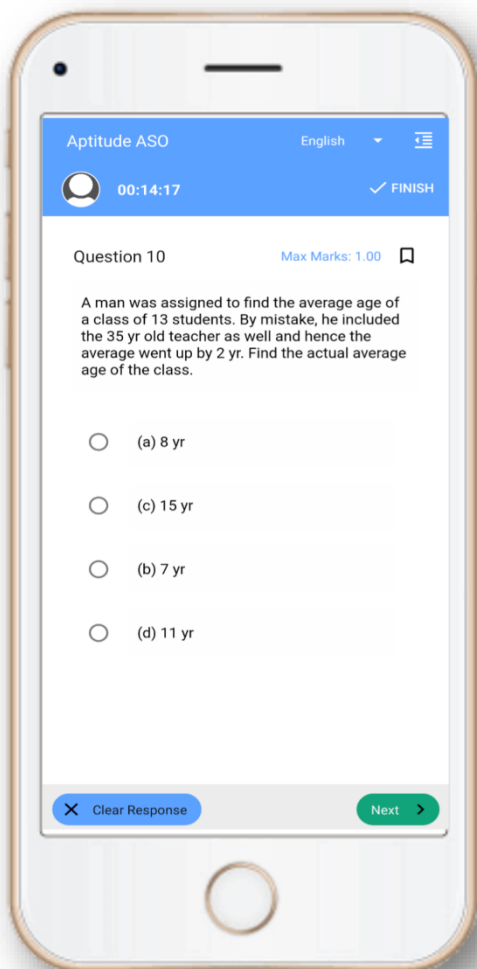 Aptitude ASO English
00:14:17 FINISH
Question 10 Max Marks: 1.00
A man was assigned to find the average age of
a class of 13 students. By mistake, he included
the 35 yr old teacher as well and hence the
average went up by 2 yr. Find the actual average
age of the class.
(a) 8 yr
(c) 15 yr
(b) 7 yr
(d) 11 yr
Clear Response Next